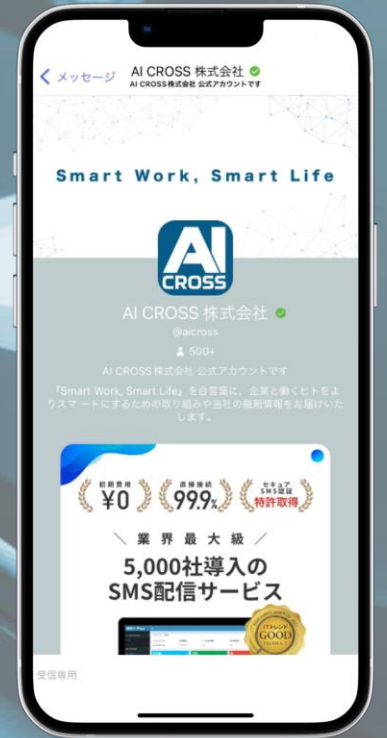 メッセージ
AI CROSS 株式会社
AI CROSS株式会社 公式アカウントです
Smart Work, Smart Life
AI
CROSS
AI CROSS 株式会社
@aicross
500+
AI CROSS 株式会社 公式アカウントです
『Smart Work, Smart Life』を合言葉に、企業と働くヒトをよ
りスマートにするための取り組みや当社の最新情報をお届けいた
します。
初期費用
¥0
直接接続
99.9%
セキュア
SMS認証
特許取得
＼ 業界最大級 ／
5,000社導入の
SMS配信サービス
ITトレンド
GOOD
受信専用